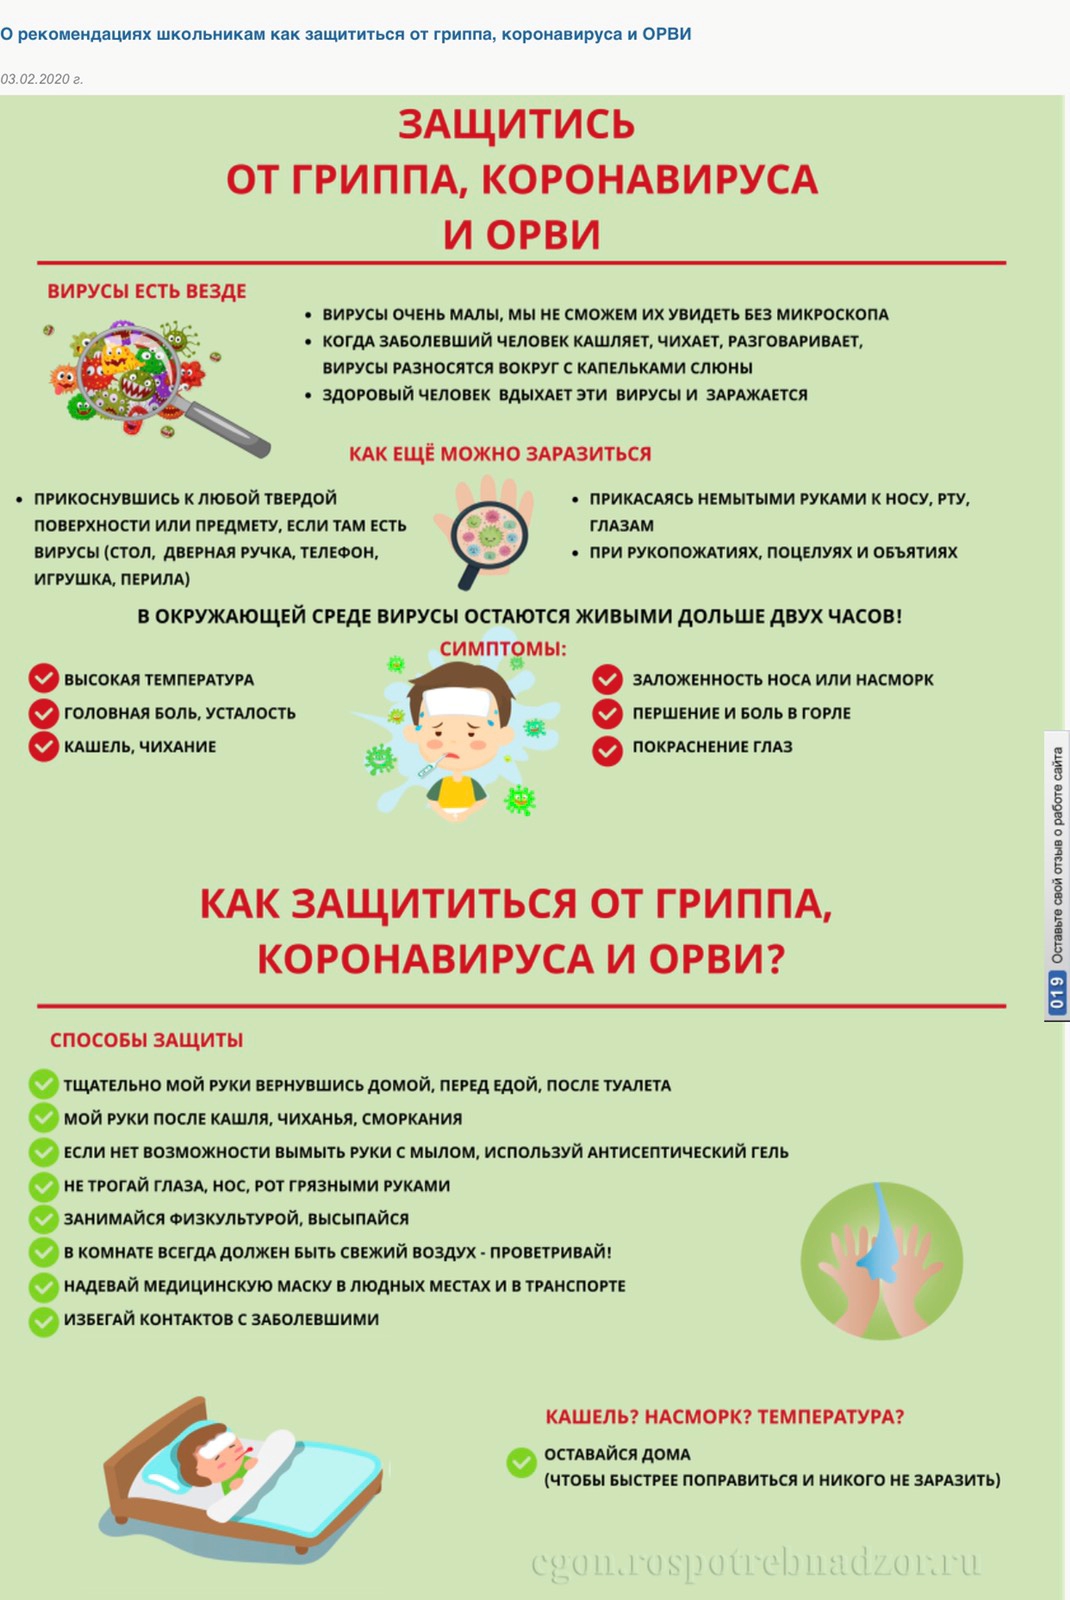 О рекомендациях школьникам как защититься от гриппа, коронавируса и ОРВИ
03.02.2020 г.
ЗАЩИТИСЬ
ОТ ГРИППА, КОРОНАВИРУСА
И ОРВИ
ВИРУСЫ ЕСТЬ ВЕЗДЕ
• ВИРУСЫ ОЧЕНЬ МАЛЫ, МЫ НЕ СМОЖЕМ ИХ УВИДЕТЬ БЕЗ МИКРОСКОПА
• КОГДА ЗАБОЛЕВШИЙ ЧЕЛОВЕК КАШЛЯЕТ, ЧИХАЕТ, РАЗГОВАРИВАЕТ,
ВИРУСЫ РАЗНОСЯТСЯ ВОКРУГ С КАПЕЛЬКАМИ СЛЮНЫ
• ЗДОРОВЫЙ ЧЕЛОВЕК ВДЫХАЕТ ЭТИ ВИРУСЫ И ЗАРАЖАЕТСЯ
КАК ЕЩЁ МОЖНО ЗАРАЗИТЬСЯ
• ПРИКОСНУВШИСЬ К ЛЮБОЙ ТВЕРДОЙ
ПОВЕРХНОСТИ ИЛИ ПРЕДМЕТУ, ЕСЛИ ТАМ ЕСТЬ
ВИРУСЫ (СТОЛ, ДВЕРНАЯ РУЧКА, ТЕЛЕФОН,
ИГРУШКА, ПЕРИЛА)
• ПРИКАСАЯСЬ НЕМЫТЫМИ РУКАМИ К НОСУ, РТУ,
ГЛАЗАМ
• ПРИ РУКОПОЖАТИЯХ, ПОЦЕЛУЯХ И ОБЪЯТИЯХ
В ОКРУЖАЮЩЕЙ СРЕДЕ ВИРУСЫ ОСТАЮТСЯ ЖИВЫМИ ДОЛЬШЕ ДВУХ ЧАСОВ!
СИМПТОМЫ:
ВЫСОКАЯ ТЕМПЕРАТУРА
ГОЛОВНАЯ БОЛЬ, УСТАЛОСТЬ
КАШЕЛЬ, ЧИХАНИЕ
ЗАЛОЖЕННОСТЬ НОСА ИЛИ НАСМОРК
ПЕРШЕНИЕ И БОЛЬ В ГОРЛЕ
ПОКРАСНЕНИЕ ГЛАЗ
КАК ЗАЩИТИТЬСЯ ОТ ГРИППА,
КОРОНАВИРУСА И ОРВИ?
СПОСОБЫ ЗАЩИТЫ
ТЩАТЕЛЬНО МОЙ РУКИ ВЕРНУВШИСЬ ДОМОЙ, ПЕРЕД ЕДОЙ, ПОСЛЕ ТУАЛЕТА
МОЙ РУКИ ПОСЛЕ КАШЛЯ, ЧИХАНЬЯ, СМОРКАНИЯ
ЕСЛИ НЕТ ВОЗМОЖНОСТИ ВЫМЫТЬ РУКИ С МЫЛОМ, ИСПОЛЬЗУЙ АНТИСЕПТИЧЕСКИЙ ГЕЛЬ
НЕ ТРОГАЙ ГЛАЗА, НОС, РОТ ГРЯЗНЫМИ РУКАМИ
ЗАНИМАЙСЯ ФИЗКУЛЬТУРОЙ, ВЫСЫПАЙСЯ
В КОМНАТЕ ВСЕГДА ДОЛЖЕН БЫТЬ СВЕЖИЙ ВОЗДУХ - ПРОВЕТРИВАЙ!
НАДЕВАЙ МЕДИЦИНСКУЮ МАСКУ В ЛЮДНЫХ МЕСТАХ И В ТРАНСПОРТЕ
ИЗБЕГАЙ КОНТАКТОВ С ЗАБОЛЕВШИМИ
КАШЕЛЬ? НАСМОРК? ТЕМПЕРАТУРА?
ОСТАВАЙСЯ ДОМА
(ЧТОБЫ БЫСТРЕЕ ПОПРАВИТЬСЯ И НИКОГО НЕ ЗАРАЗИТЬ)
cgon.rospotrebnadzor.ru
019 Оставьте свой отзыв о работе сайта